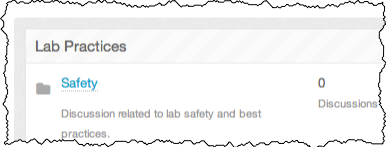 Lab Practices
Safety
0
Discussion related to lab safety and best
Discussions
practices.